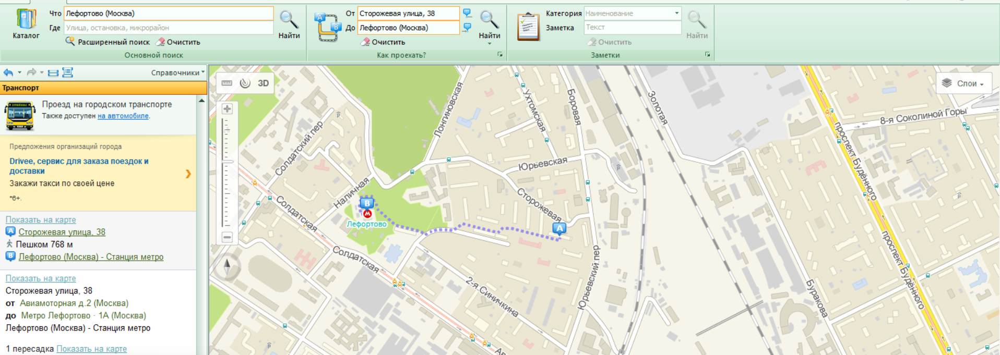 Каталог
Что Лефортово (Москва)
Где Улица, остановка, микрорайон
Расширенный поиск Очистить
Найти
Основной поиск
От Сторожевая улица, 38
До Лефортово (Москва)
Очистить
Найти
Как проехать?
Категория Наименование
Заметка Текст
Очистить
Найти
Заметки
Справочники
Транспорт
Проезд на городском транспорте
Также доступен на автомобиле.
Предложения организаций города
Drivee, сервис для заказа поездок и
доставки
Закажи такси по своей цене
*6+.
Показать на карте
A Сторожевая улица, 38
Пешком 768 м
B Лефортово (Москва) - Станция метро
Показать на карте
Сторожевая улица, 38
от Авиамоторная д.2 (Москва)
до Метро Лефортово · 1А (Москва)
Лефортово (Москва) - Станция метро
1 пересадка Показать на карте
3D
Слои
Солдатский пер
Лонгиновская
Ухтомская
Боровая
Золотая
8-я Соколиной Горы
проспект Будённого
Юрьевская
Наличная
Сторожевая
Солдатская
B
М
Лефортово
A
Солдатская
2-я Синичкина
Юрьевский пер
проспект Будённого
Буракова
Ав